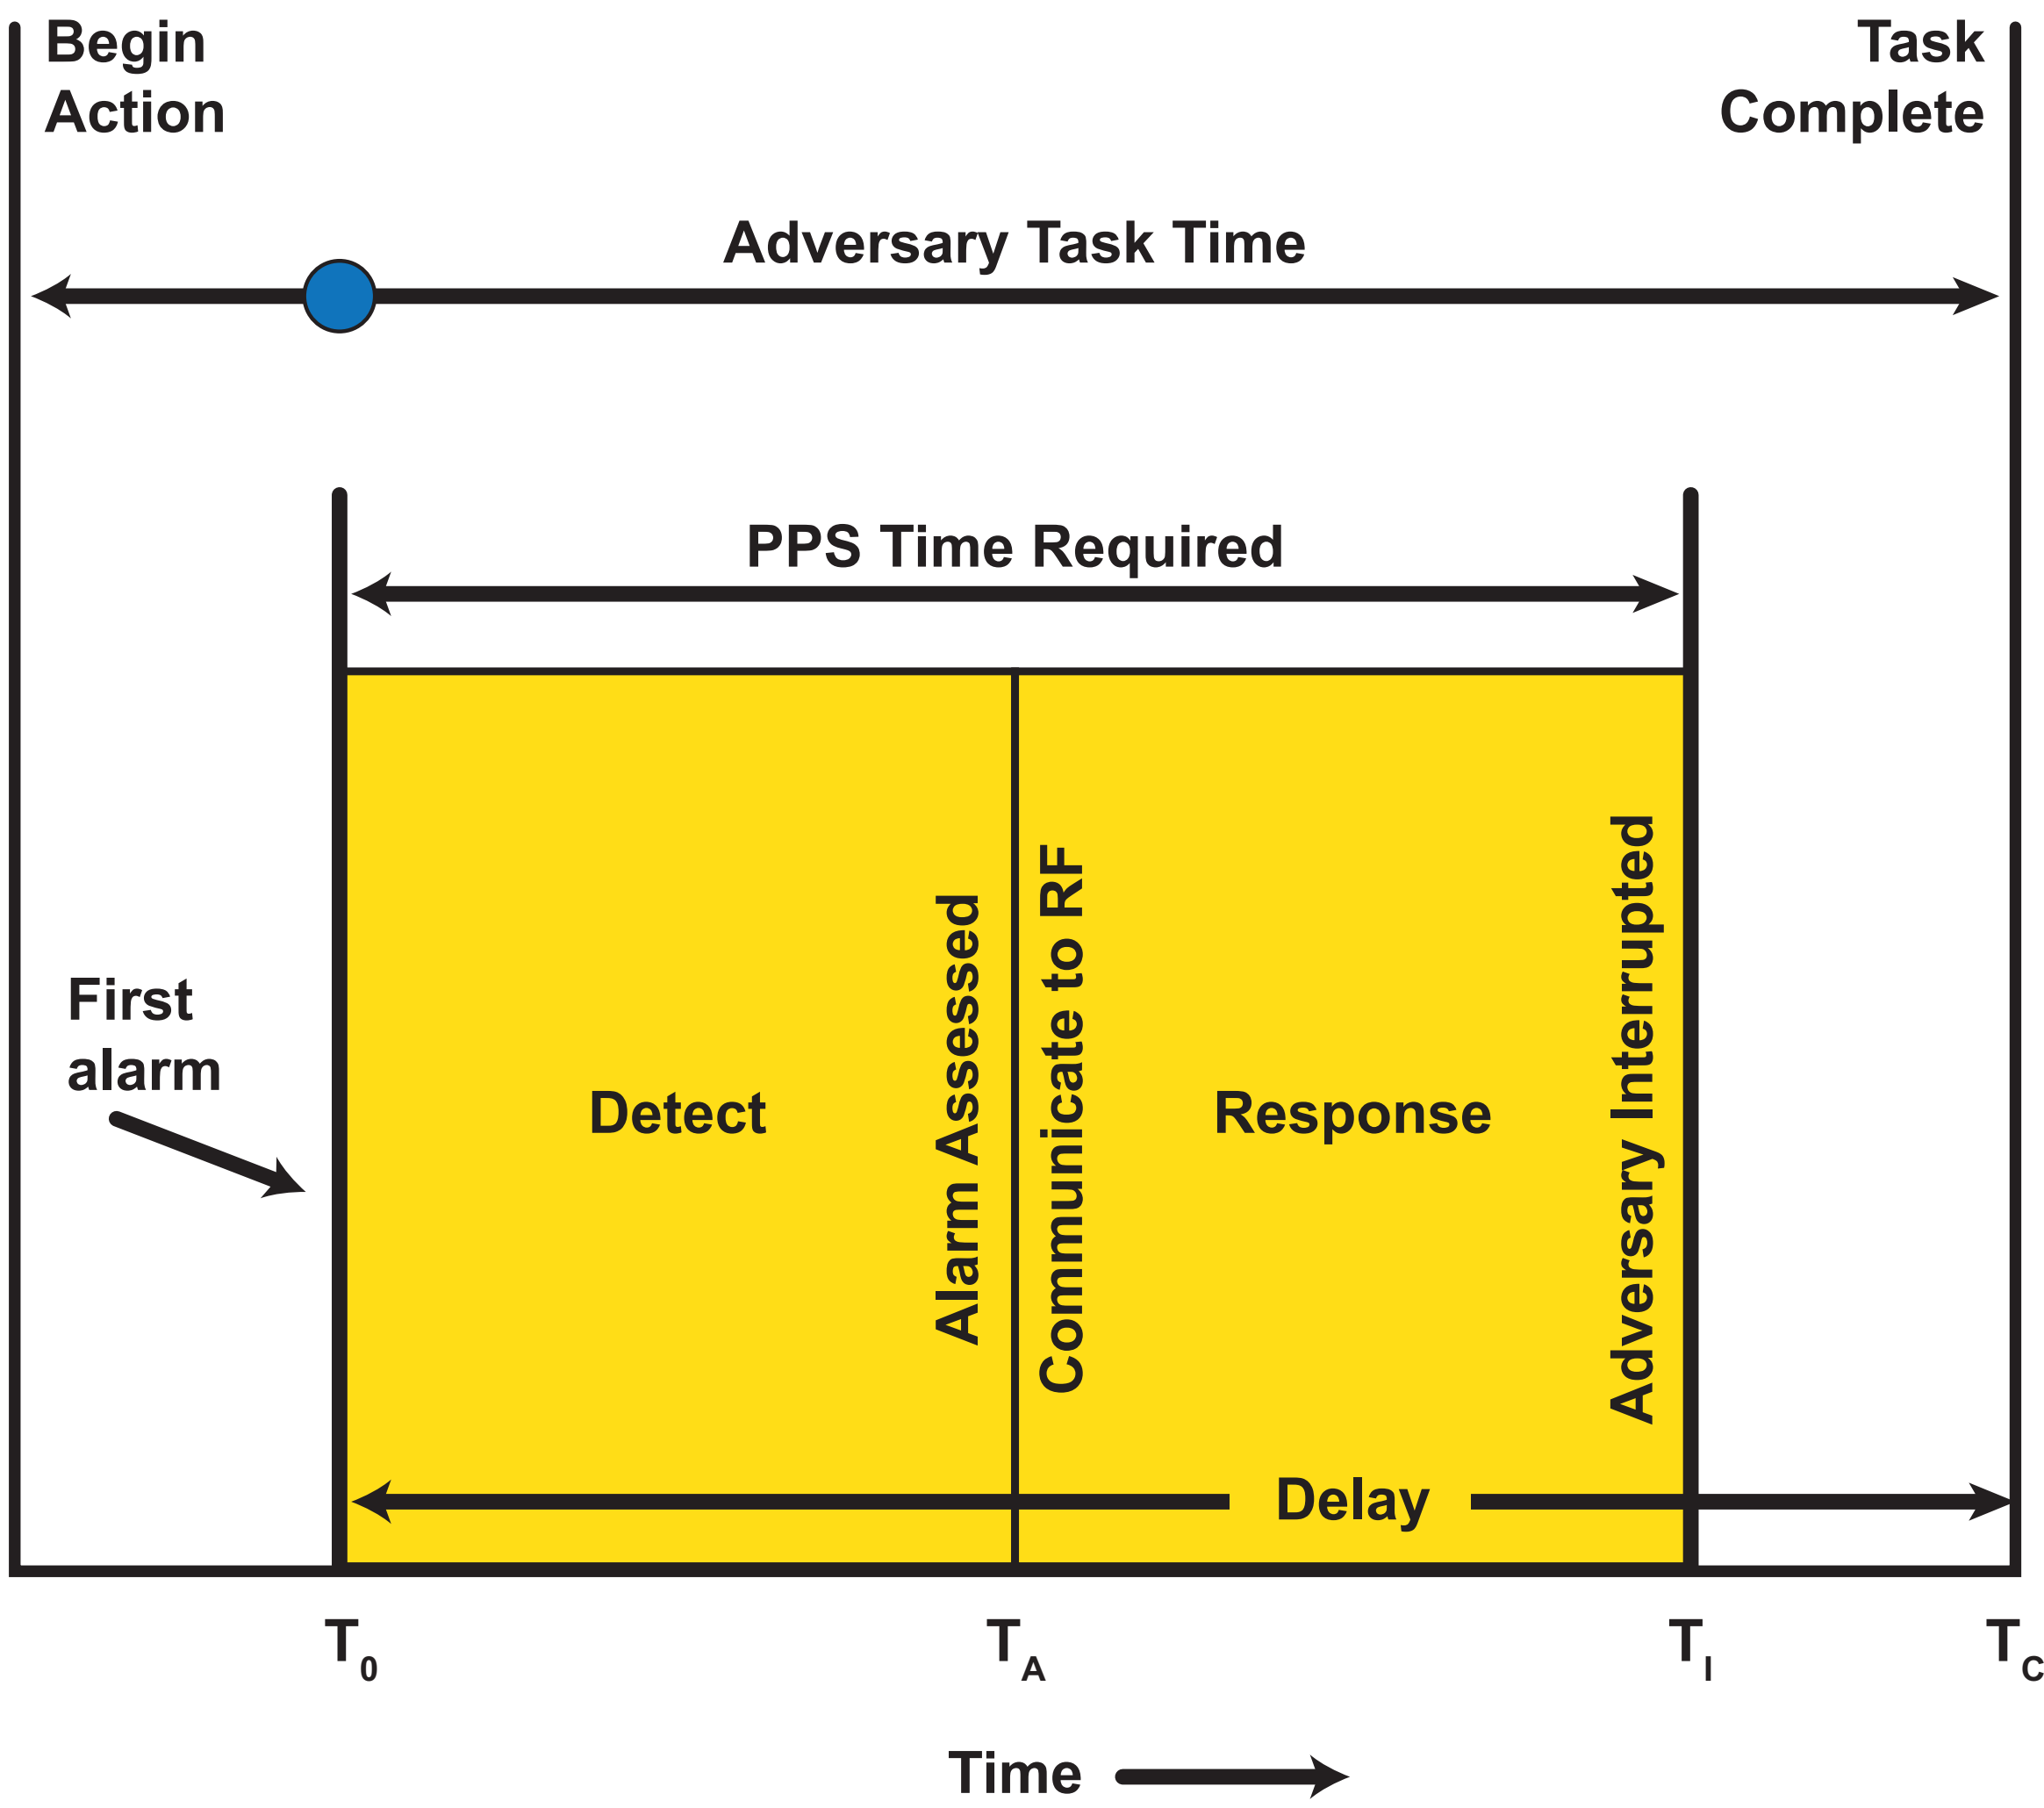 Begin
Action
Task
Complete
Adversary Task Time
PPS Time Required
First
alarm
Detect
Alarm Assessed
Communicate to RF
Response
Adversary Interrupted
Delay
T0
TA
TI
TC
Time